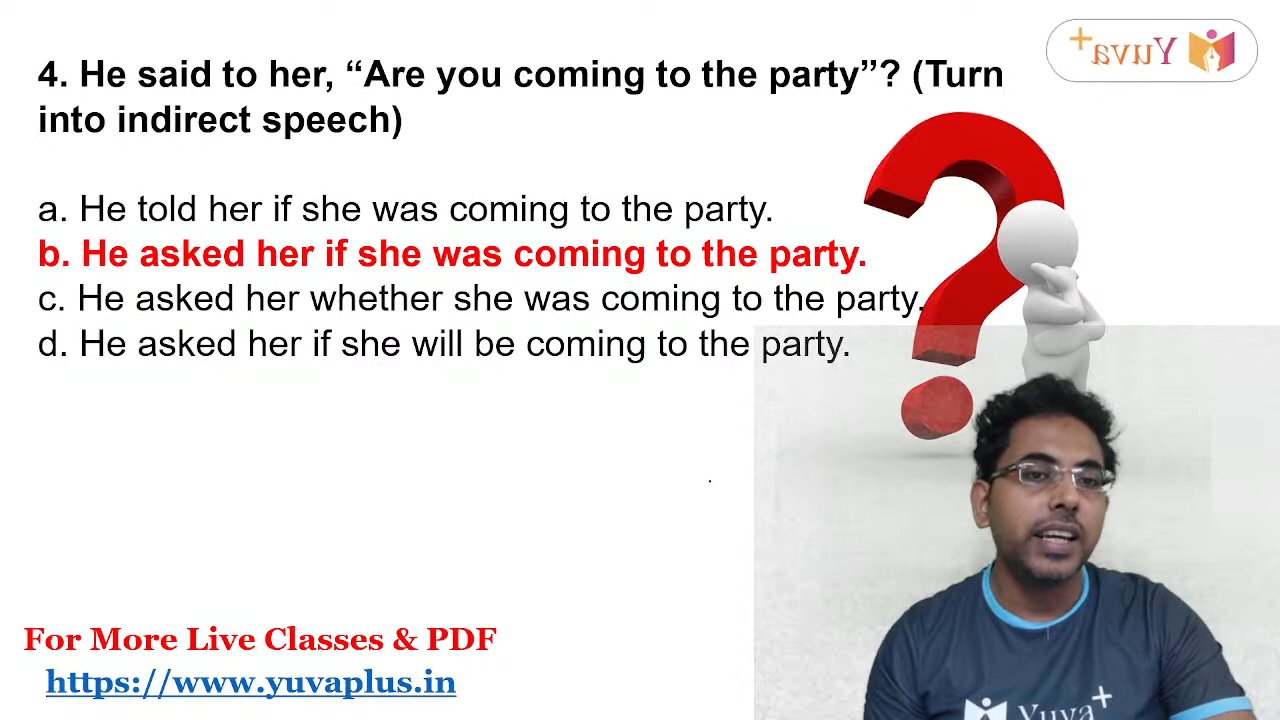 4. He said to her, “Are you coming to the party”? (Turn
into indirect speech)
a. He told her if she was coming to the party.
b. He asked her if she was coming to the party.
c. He asked her whether she was coming to the party.
d. He asked her if she will be coming to the party.
For More Live Classes & PDF
https://www.yuvaplus.in
Yuva+
Yuva+